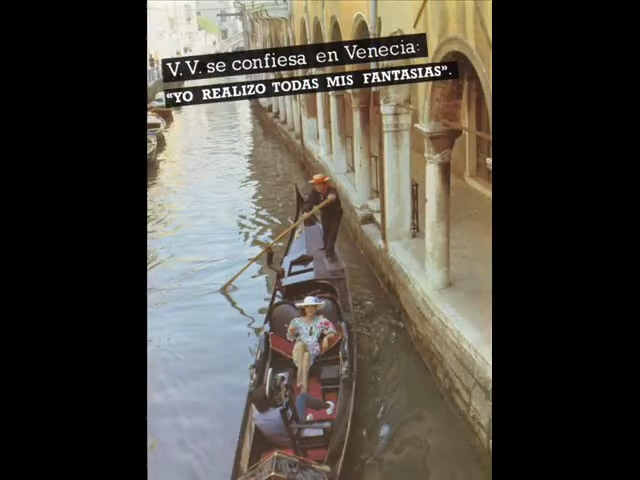 V.V. se confiesa en Venecia:
“YO REALIZO TODAS MIS FANTASIAS”.